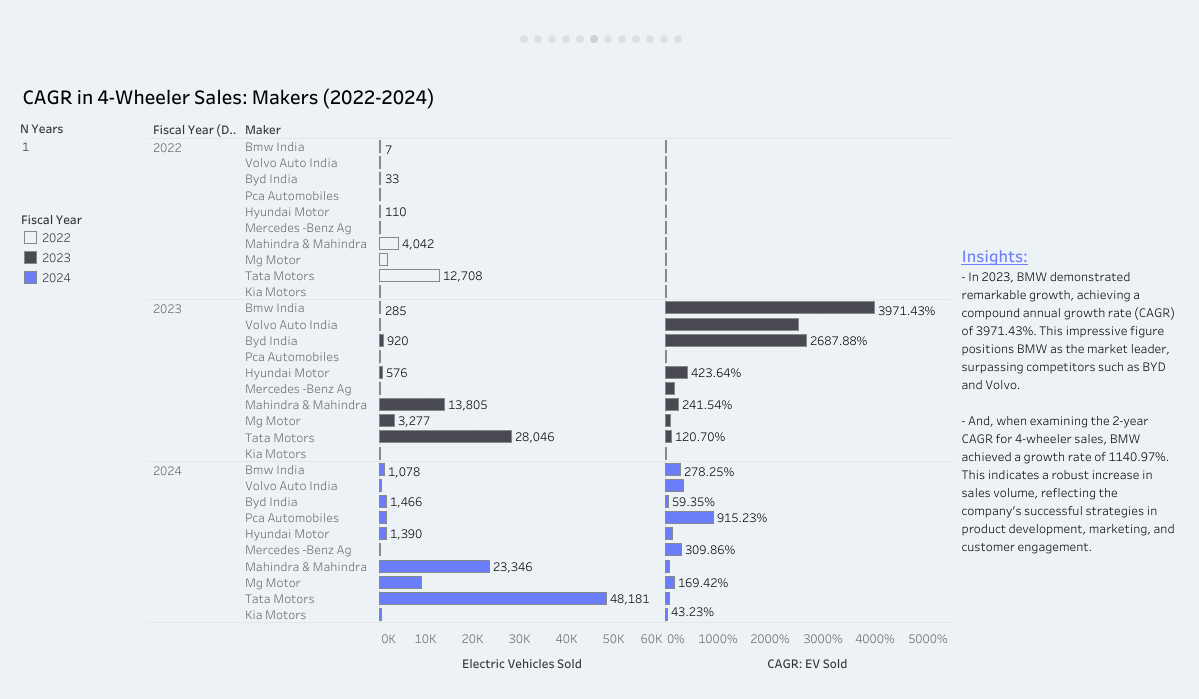 CAGR in 4-Wheeler Sales: Makers (2022-2024)
N Years
1
Fiscal Year
2022
2023
2024
Fiscal Year (D.. Maker
2022 Bmw India 7
Volvo Auto India
Byd India 33
Pca Automobiles
Hyundai Motor 110
Mercedes -Benz Ag
Mahindra & Mahindra 4,042
Mg Motor
Tata Motors 12,708
Kia Motors
2023 Bmw India 285 3971.43%
Volvo Auto India
Byd India 920 2687.88%
Pca Automobiles
Hyundai Motor 576 423.64%
Mercedes -Benz Ag
Mahindra & Mahindra 13,805 241.54%
Mg Motor 3,277
Tata Motors 28,046 120.70%
Kia Motors
2024 Bmw India 1,078 278.25%
Volvo Auto India
Byd India 1,466 59.35%
Pca Automobiles 915.23%
Hyundai Motor 1,390
Mercedes -Benz Ag 309.86%
Mahindra & Mahindra 23,346
Mg Motor 169.42%
Tata Motors 48,181
Kia Motors 43.23%
0K 10K 20K 30K 40K 50K 60K 0% 1000% 2000% 3000% 4000% 5000%
Electric Vehicles Sold CAGR: EV Sold
Insights:
- In 2023, BMW demonstrated
remarkable growth, achieving a
compound annual growth rate (CAGR)
of 3971.43%. This impressive figure
positions BMW as the market leader,
surpassing competitors such as BYD
and Volvo.
- And, when examining the 2-year
CAGR for 4-wheeler sales, BMW
achieved a growth rate of 1140.97%.
This indicates a robust increase in
sales volume, reflecting the
company's successful strategies in
product development, marketing, and
customer engagement.